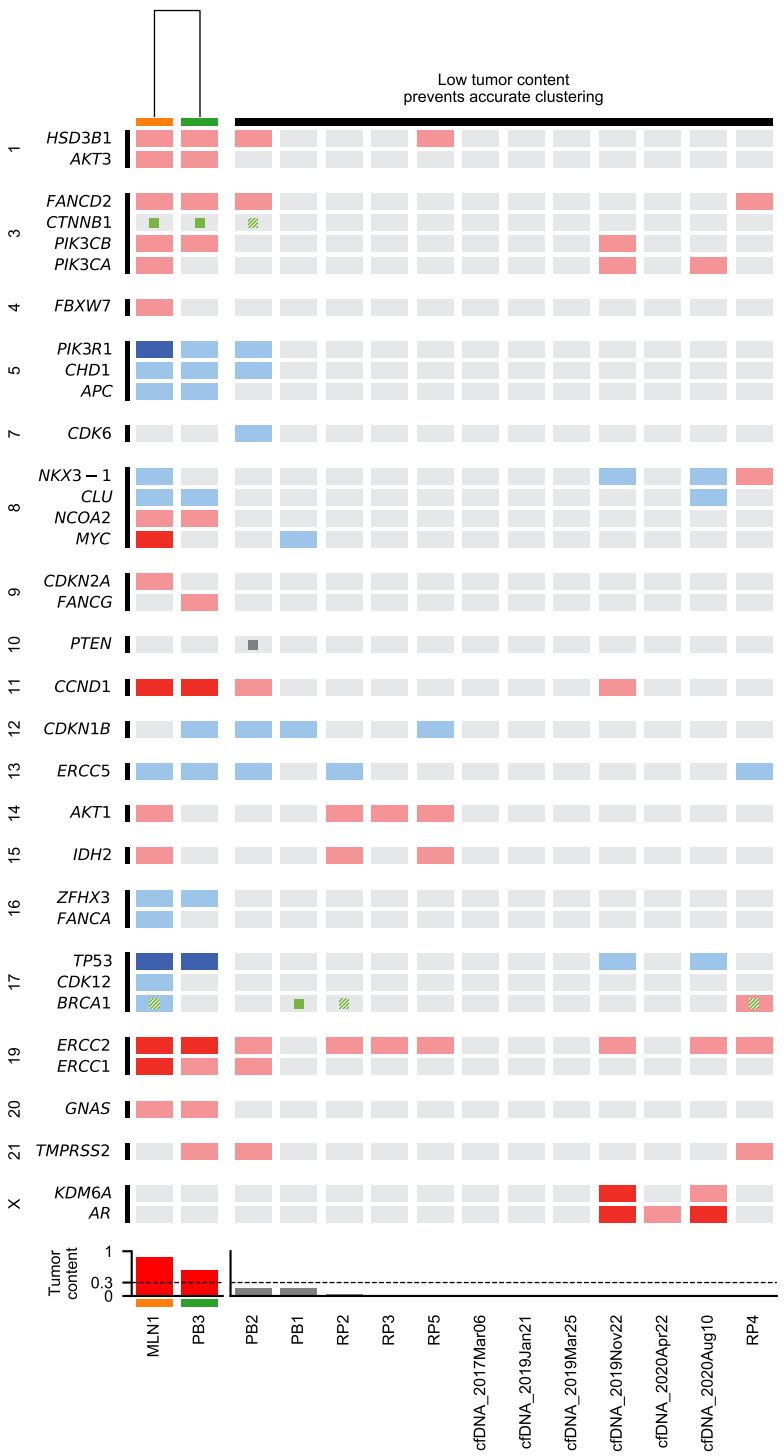 Low tumor content
prevents accurate clustering
1
HSD3B1
AKT3
3
FANCD2
CTNNB1
PIK3CB
PIK3CA
4
FBXW7
5
PIK3R1
CHD1
APC
7
CDK6
8
NKX3−1
CLU
NCOA2
MYC
9
CDKN2A
FANCG
10
PTEN
11
CCND1
12
CDKN1B
13
ERCC5
14
AKT1
15
IDH2
16
ZFHX3
FANCA
17
TP53
CDK12
BRCA1
19
ERCC2
ERCC1
20
GNAS
21
TMPRSS2
X
KDM6A
AR
Tumor
content
1
0.3
0
MLN1
PB3
PB2
PB1
RP2
RP3
RP5
cfDNA_2017Mar06
cfDNA_2019Jan21
cfDNA_2019Mar25
cfDNA_2019Nov22
cfDNA_2020Apr22
cfDNA_2020Aug10
RP4